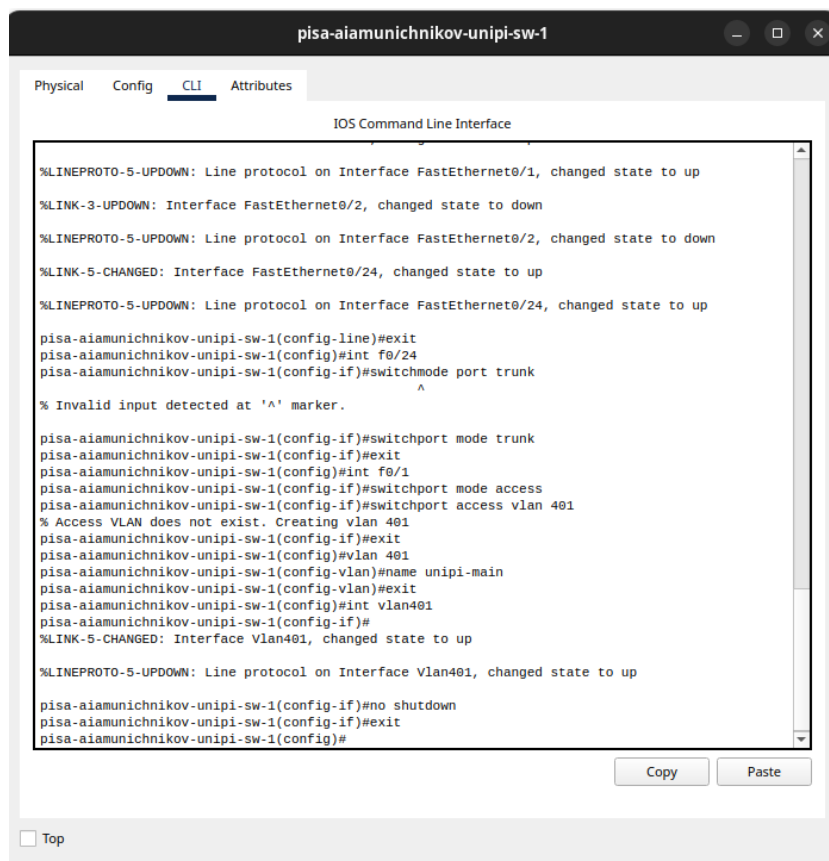 pisa-aiamunichnikov-unipi-sw-1
Physical Config CLI Attributes
IOS Command Line Interface
%LINEPROTO-5-UPDOWN: Line protocol on Interface FastEthernet0/1, changed state to up
%LINK-3-UPDOWN: Interface FastEthernet0/2, changed state to down
%LINEPROTO-5-UPDOWN: Line protocol on Interface FastEthernet0/2, changed state to down
%LINK-5-CHANGED: Interface FastEthernet0/24, changed state to up
%LINEPROTO-5-UPDOWN: Line protocol on Interface FastEthernet0/24, changed state to up
pisa-aiamunichnikov-unipi-sw-1(config-line)#exit
pisa-aiamunichnikov-unipi-sw-1(config)#int f0/24
pisa-aiamunichnikov-unipi-sw-1(config-if)#switchmode port trunk
^
% Invalid input detected at '^' marker.
pisa-aiamunichnikov-unipi-sw-1(config-if)#switchport mode trunk
pisa-aiamunichnikov-unipi-sw-1(config-if)#exit
pisa-aiamunichnikov-unipi-sw-1(config)#int f0/1
pisa-aiamunichnikov-unipi-sw-1(config-if)#switchport mode access
pisa-aiamunichnikov-unipi-sw-1(config-if)#switchport access vlan 401
% Access VLAN does not exist. Creating vlan 401
pisa-aiamunichnikov-unipi-sw-1(config-if)#exit
pisa-aiamunichnikov-unipi-sw-1(config)#vlan 401
pisa-aiamunichnikov-unipi-sw-1(config-vlan)#name unipi-main
pisa-aiamunichnikov-unipi-sw-1(config-vlan)#exit
pisa-aiamunichnikov-unipi-sw-1(config)#int vlan401
pisa-aiamunichnikov-unipi-sw-1(config-if)#
%LINK-5-CHANGED: Interface Vlan401, changed state to up
%LINEPROTO-5-UPDOWN: Line protocol on Interface Vlan401, changed state to up
pisa-aiamunichnikov-unipi-sw-1(config-if)#no shutdown
pisa-aiamunichnikov-unipi-sw-1(config-if)#exit
pisa-aiamunichnikov-unipi-sw-1(config)#
Copy Paste
Top